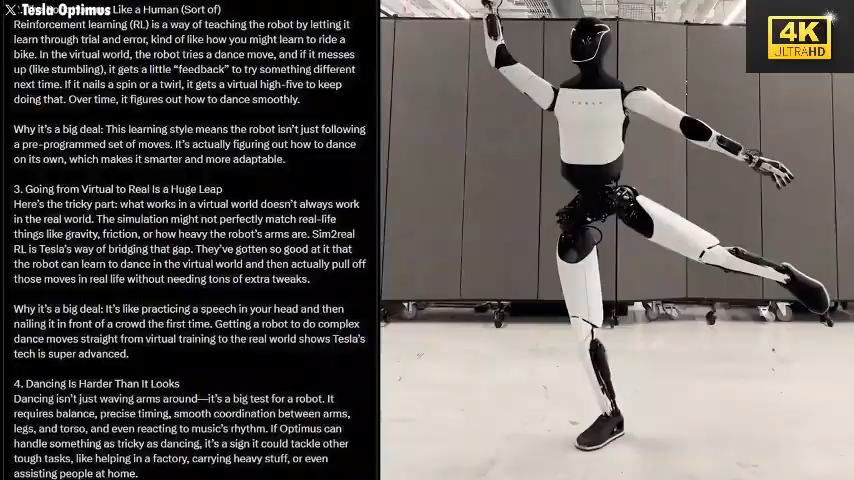 Tesla Optimus
Like a Human (Sort of)
Reinforcement learning (RL) is a way of teaching the robot by letting it
learn through trial and error, kind of like how you might learn to ride a
bike. In the virtual world, the robot tries a dance move, and if it messes
up (like stumbling), it gets a little “feedback” to try something different
next time. If it nails a spin or a twirl, it gets a virtual high-five to keep
doing that. Over time, it figures out how to dance smoothly.
Why it's a big deal: This learning style means the robot isn't just following
a pre-programmed set of moves. It's actually figuring out how to dance
on its own, which makes it smarter and more adaptable.
3. Going from Virtual to Real Is a Huge Leap
Here's the tricky part: what works in a virtual world doesn't always work
in the real world. The simulation might not perfectly match real-life
things like gravity, friction, or how heavy the robot's arms are. Sim2real
RL is Tesla's way of bridging that gap. They've gotten so good at it that
the robot can learn to dance in the virtual world and then actually pull off
those moves in real life without needing tons of extra tweaks.
Why it's a big deal: It's like practicing a speech in your head and then
nailing it in front of a crowd the first time. Getting a robot to do complex
dance moves straight from virtual training to the real world shows Tesla's
tech is super advanced.
4. Dancing Is Harder Than It Looks
Dancing isn't just waving arms around—it's a big test for a robot. It
requires balance, precise timing, smooth coordination between arms,
legs, and torso, and even reacting to music's rhythm. If Optimus can
handle something as tricky as dancing, it's a sign it could tackle other
tough tasks, like helping in a factory, carrying heavy stuff, or even
assisting people at home.
4K
ULTRA HD
TESLA